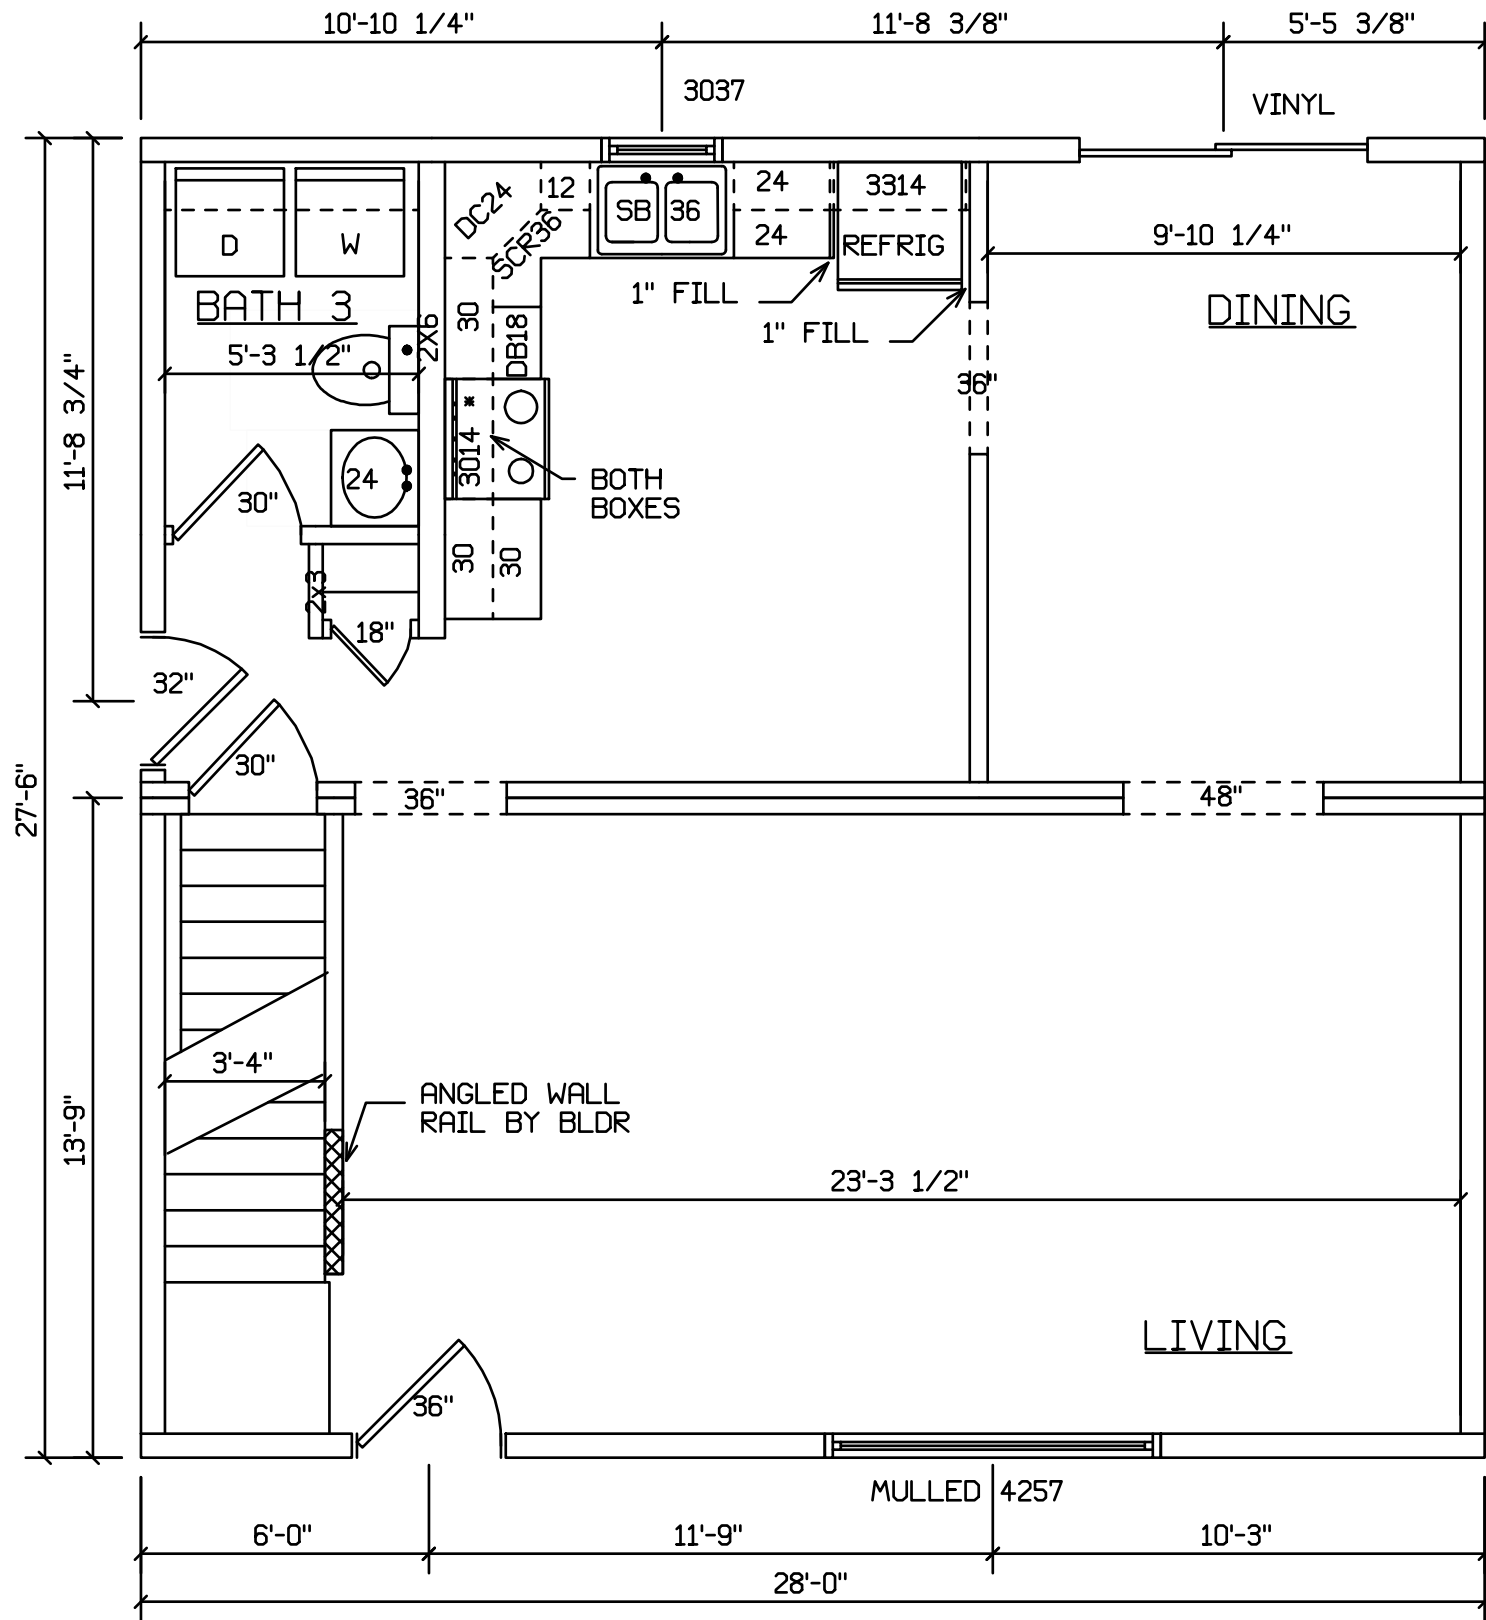 10'-10 1/4"
11'-8 3/8"
5'-5 3/8"
3037
VINYL
DC24
12
SCR36
SB
36
24
24
3314
REFRIG
D
W
9'-10 1/4"
BATH 3
1" FILL
1" FILL
DINING
2X6
30
DB18
5'-3 1/2"
36"
11'-8 3/4"
*
3014
24
30"
BOTH
BOXES
30
30
2x3
18"
32"
30"
36"
48"
27'-6"
3'-4"
ANGLED WALL
RAIL BY BLDR
13'-9"
23'-3 1/2"
LIVING
36"
MULLED 4257
6'-0"
11'-9"
10'-3"
28'-0"